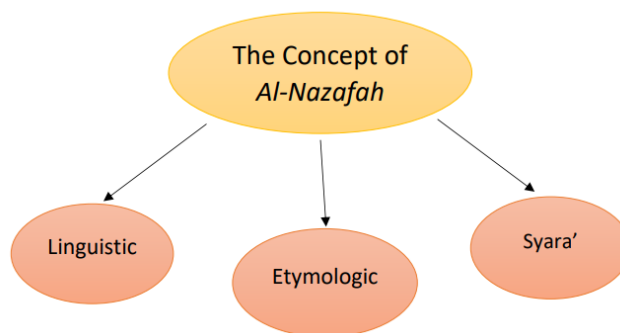 The Concept of
Al-Nazafah
Linguistic
Etymologic
Syara’